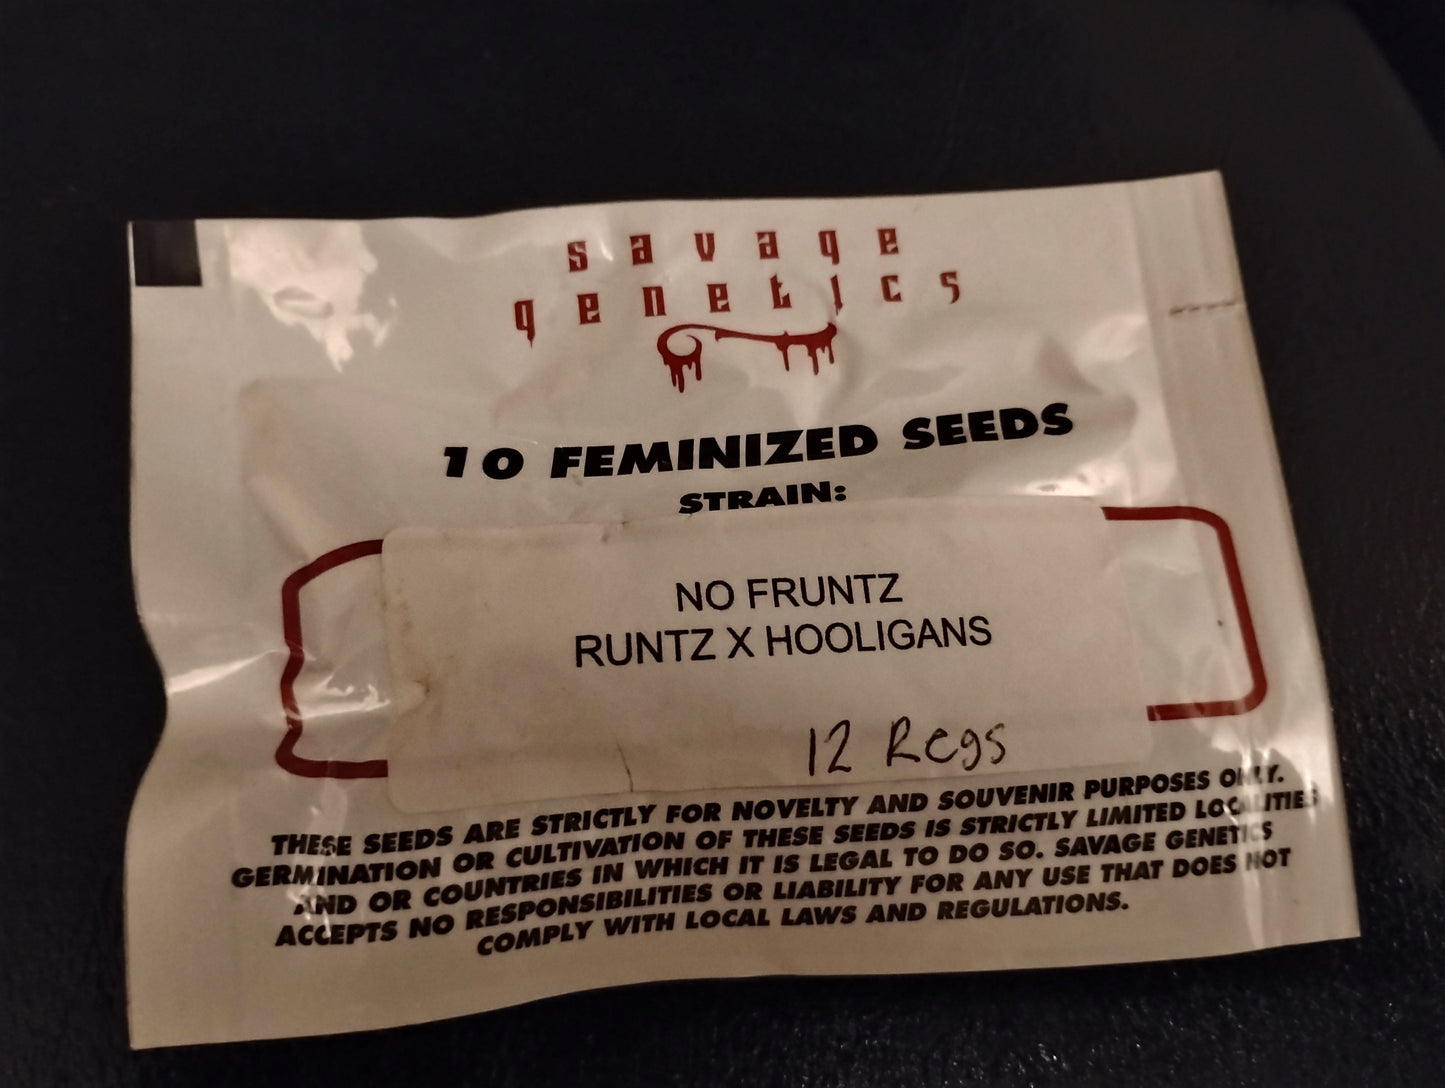 savage
genetics
10 FEMINIZED SEEDS
STRAIN:
NO FRUNTZ
RUNTZ X HOOLIGANS
12 Regs
THESE SEEDS ARE STRICTLY FOR NOVELTY AND SOUVENIR PURPOSES ONLY.
GERMINATION OR CULTIVATION OF THESE SEEDS IS STRICTLY LIMITED LOCALITIES
AND OR COUNTRIES IN WHICH IT IS LEGAL TO DO SO. SAVAGE GENETICS
ACCEPTS NO RESPONSIBILITIES OR LIABILITY FOR ANY USE THAT DOES NOT
COMPLY WITH LOCAL LAWS AND REGULATIONS.